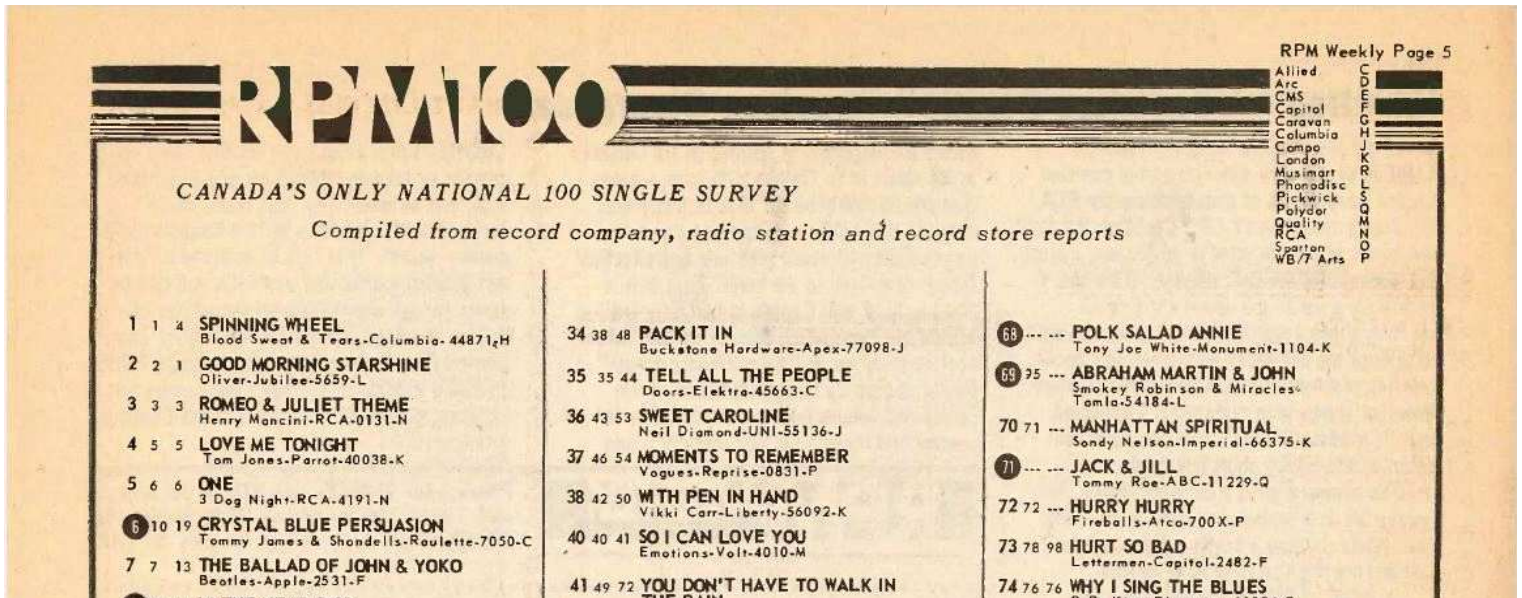 RPM Weekly Page 5
RPM100
Allied C
Arc D
CMS E
Capitol F
Caravan G
Columbia H
Compo J
London K
Musimart R
Phonodisc L
Pickwick S
Polydor Q
Quality M
RCA N
Sparton O
WB/7 Arts P
CANADA'S ONLY NATIONAL 100 SINGLE SURVEY
Compiled from record company, radio station and record store reports
1 1 4 SPINNING WHEEL
Blood Sweat & Tears-Columbia-44871-H
2 2 1 GOOD MORNING STARSHINE
Oliver-Jubilee-5659-L
3 3 3 ROMEO & JULIET THEME
Henry Mancini-RCA-0131-N
4 5 5 LOVE ME TONIGHT
Tom Jones-Parrot-40038-K
5 6 6 ONE
3 Dog Night-RCA-4191-N
6 10 19 CRYSTAL BLUE PERSUASION
Tommy James & Shondells-Roulette-7050-C
7 7 13 THE BALLAD OF JOHN & YOKO
Beatles-Apple-2531-F
34 38 48 PACK IT IN
Buckstone Hardware-Apex-77098-J
35 35 44 TELL ALL THE PEOPLE
Doors-Elektra-45663-C
36 43 53 SWEET CAROLINE
Neil Diamond-UNI-55136-J
37 46 54 MOMENTS TO REMEMBER
Vogues-Reprise-0831-P
38 42 50 WITH PEN IN HAND
Vikki Carr-Liberty-56092-K
40 40 41 SO I CAN LOVE YOU
Emotions-Volt-4010-M
41 49 72 YOU DON'T HAVE TO WALK IN
THE RAIN
68 --- --- POLK SALAD ANNIE
Tony Joe White-Monument-1104-K
69 95 --- ABRAHAM MARTIN & JOHN
Smokey Robinson & Miracles-
Tamla-54184-L
70 71 --- MANHATTAN SPIRITUAL
Sandy Nelson-Imperial-66375-K
71 --- --- JACK & JILL
Tommy Roe-ABC-11229-Q
72 72 --- HURRY HURRY
Fireballs-Atco-700X-P
73 78 98 HURT SO BAD
Lettermen-Capitol-2482-F
74 76 76 WHY I SING THE BLUES